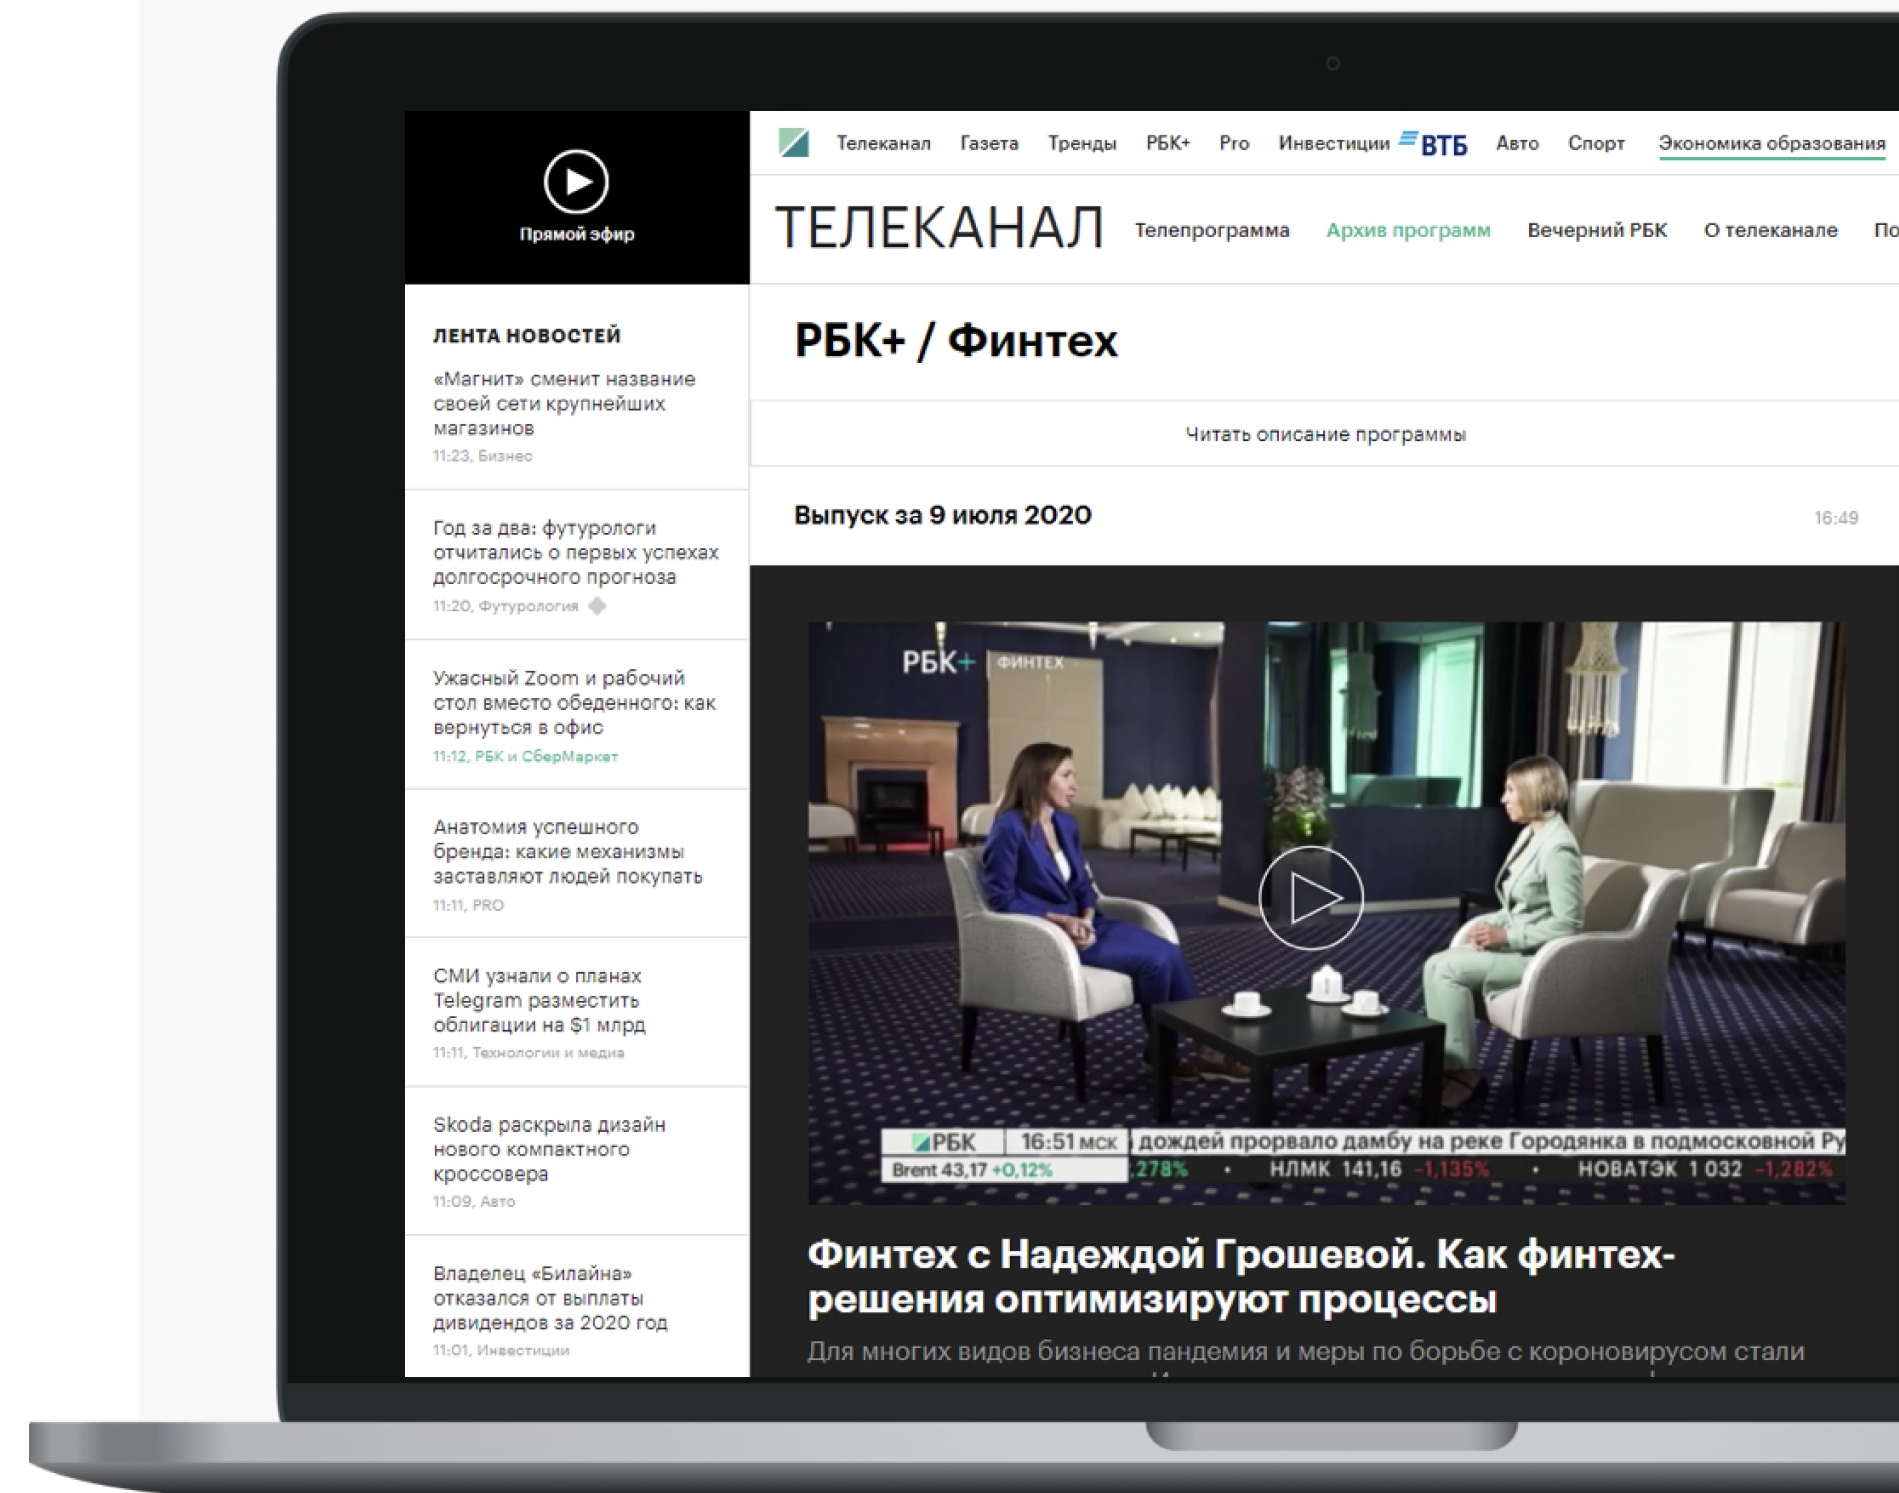 Прямой эфир
ЛЕНТА НОВОСТЕЙ
«Магнит» сменит название
своей сети крупнейших
магазинов
11:23, Бизнес
Год за два: футурологи
отчитались о первых успехах
долгосрочного прогноза
11:20, Футурология
Ужасный Zoom и рабочий
стол вместо обеденного: как
вернуться в офис
11:12, РБК и СберМаркет
Анатомия успешного
бренда: какие механизмы
заставляют людей покупать
11:11, PRO
СМИ узнали о планах
Telegram разместить
облигации на $1 млрд
11:11, Технологии и медиа
Skoda раскрыла дизайн
нового компактного
кроссовера
11:09, Авто
Владелец «Билайна»
отказался от выплаты
дивидендов за 2020 год
11:01, Инвестиции
Телеканал Газета Тренды РБК+ Pro Инвестиции ВТБ Авто Спорт Экономика образования
ТЕЛЕКАНАЛ Телепрограмма Архив программ Вечерний РБК О телеканале По
РБК+ / Финтех
Читать описание программы
Выпуск за 9 июля 2020 16:49
РБК+ ФИНТЕХ
РБК 16:51 МСК дождей прорвало дамбу на реке Городянка в подмосковной Ру
Brent 43,17 +0,12% ,278% • НЛМК 141,16 -1,135% • НОВАТЭК 1 032 -1,282%
Финтех с Надеждой Грошевой. Как финтех-
решения оптимизируют процессы
Для многих видов бизнеса пандемия и меры по борьбе с короновирусом стали